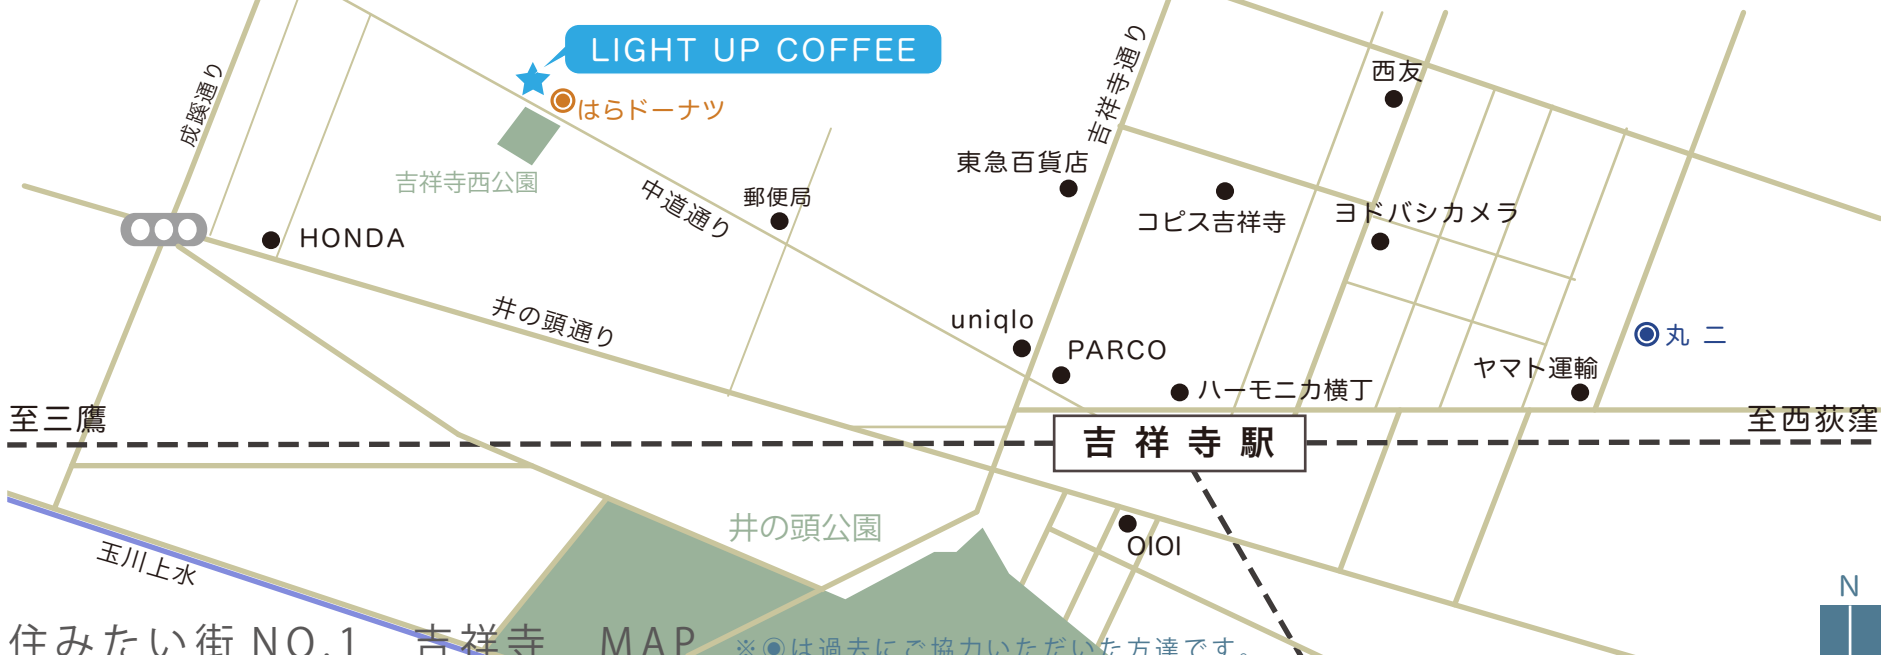 LIGHT UP COFFEE
はらドーナツ
成蹊通り
吉祥寺通り
西友
東急百貨店
吉祥寺西公園
中道通り
郵便局
コピス吉祥寺
ヨドバシカメラ
HONDA
井の頭通り
uniqlo
PARCO
ハーモニカ横丁
ヤマト運輸
丸 二
至三鷹
吉祥寺駅
至西荻窪
井の頭公園
OIOI
玉川上水
N
住みたい街 NO.1 吉祥寺 MAP
※◉は過去にご協力いただいた方達です。